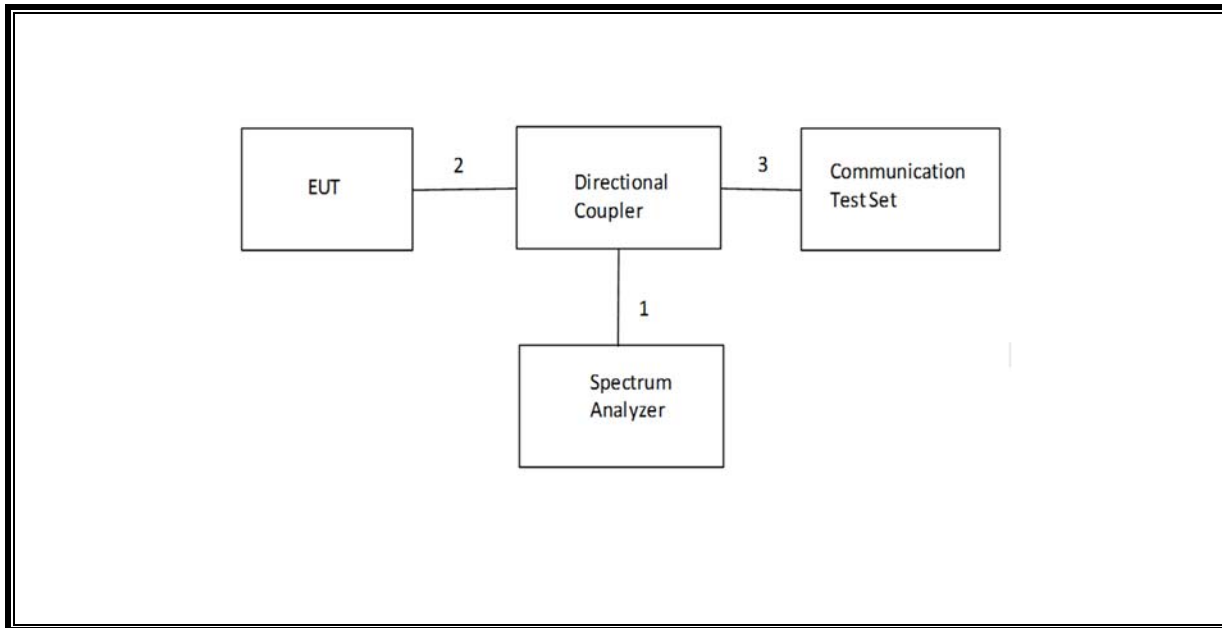 EUT
2
Directional
Coupler
3
Communication
Test Set
1
Spectrum
Analyzer